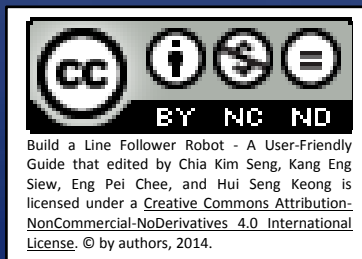 cc
BY NC ND
Build a Line Follower Robot - A User-Friendly
Guide that edited by Chia Kim Seng, Kang Eng
Siew, Eng Pei Chee, and Hui Seng Keong is
licensed under a Creative Commons Attribution-
NonCommercial-NoDerivatives 4.0 International
License. © by authors, 2014.